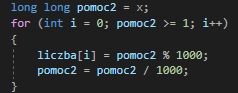 long long pomoc2 = x;
for (int i = 0; pomoc2 >= 1; i++)
{
liczba[i] = pomoc2 % 1000;
pomoc2 = pomoc2 / 1000;
}